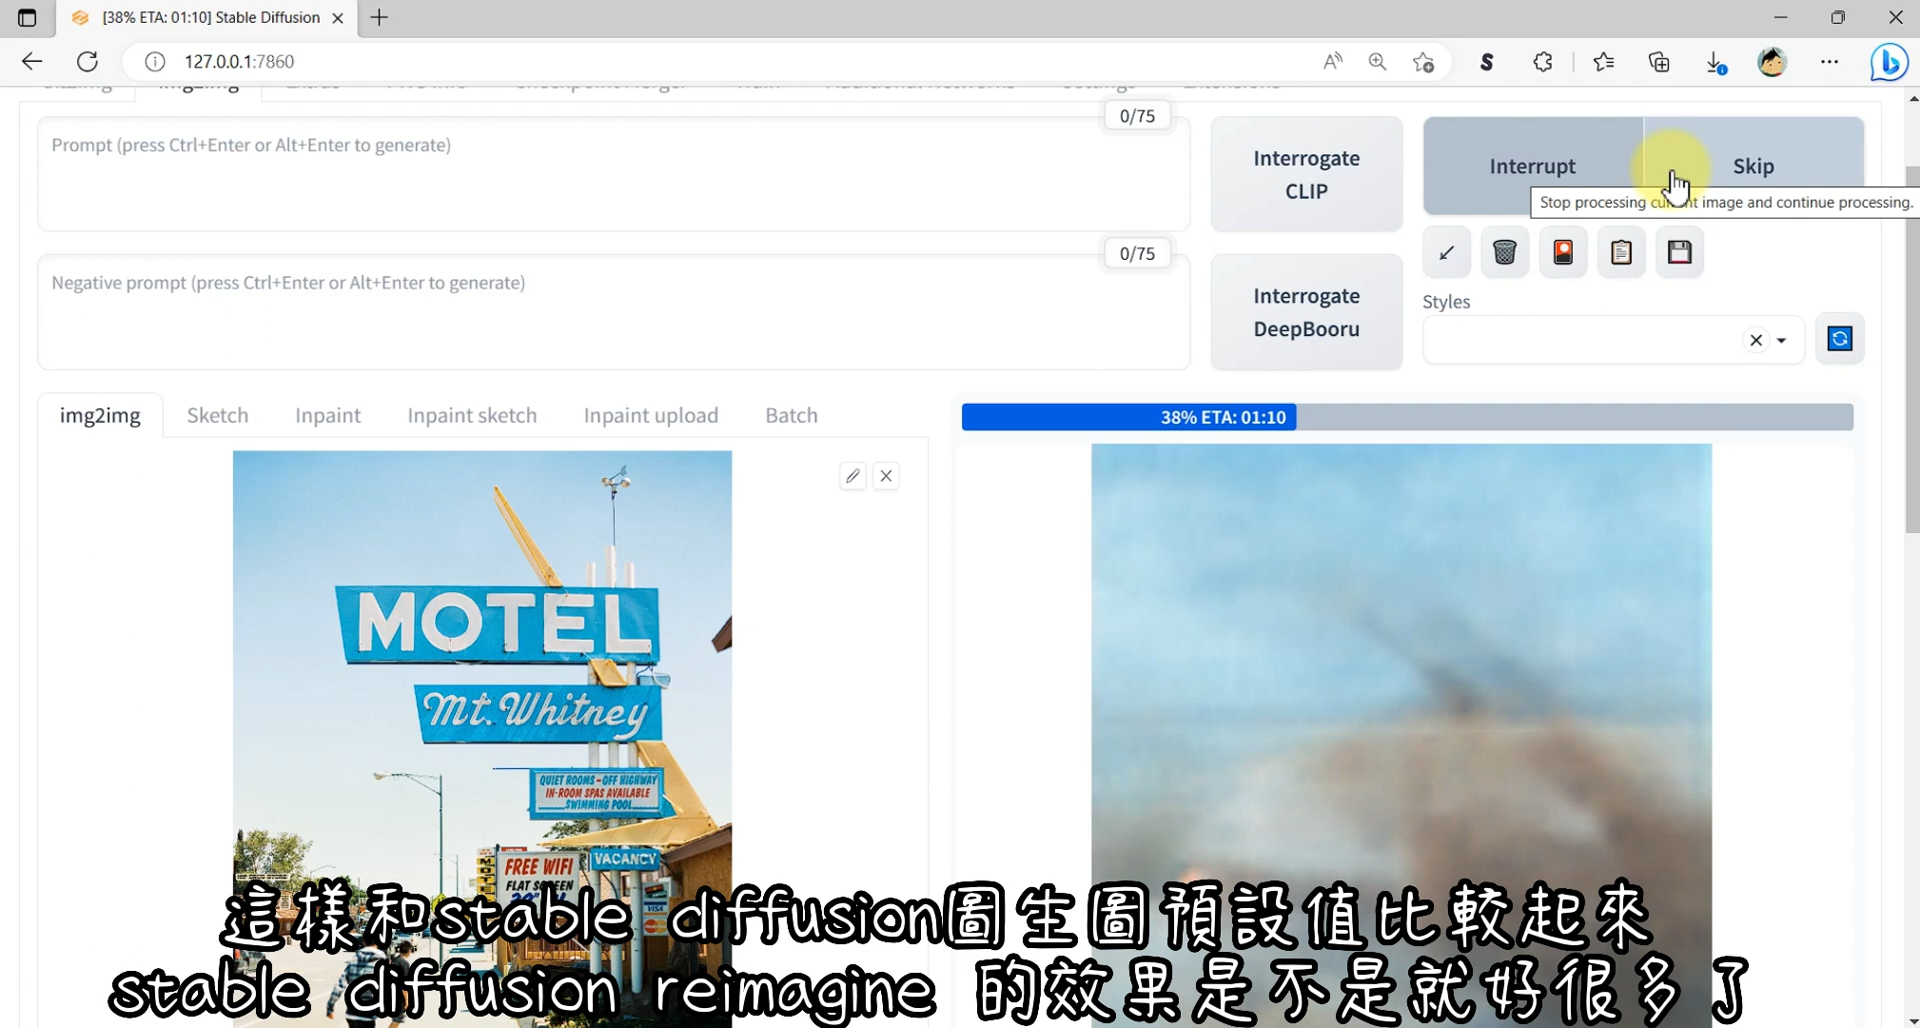 [38% ETA: 01:10] Stable Diffusion
127.0.0.1:7860
0/75
Prompt (press Ctrl+Enter or Alt+Enter to generate)
Interrogate
CLIP
Interrupt
Skip
Stop processing current image and continue processing.
0/75
Negative prompt (press Ctrl+Enter or Alt+Enter to generate)
Interrogate
DeepBooru
Styles
img2img
Sketch
Inpaint
Inpaint sketch
Inpaint upload
Batch
38% ETA: 01:10
MOTEL
Mt. Whitney
QUIET ROOMS-OFF HIGHWAY
IN-ROOM SPAS AVAILABLE
SWIMMING POOL
VACANCY
FREE WIFI
FLAT SCREEN
VISA
這樣和stable diffusion圖生圖預設值比較起來
stable diffusion reimagine 的效果是不是就好很多了